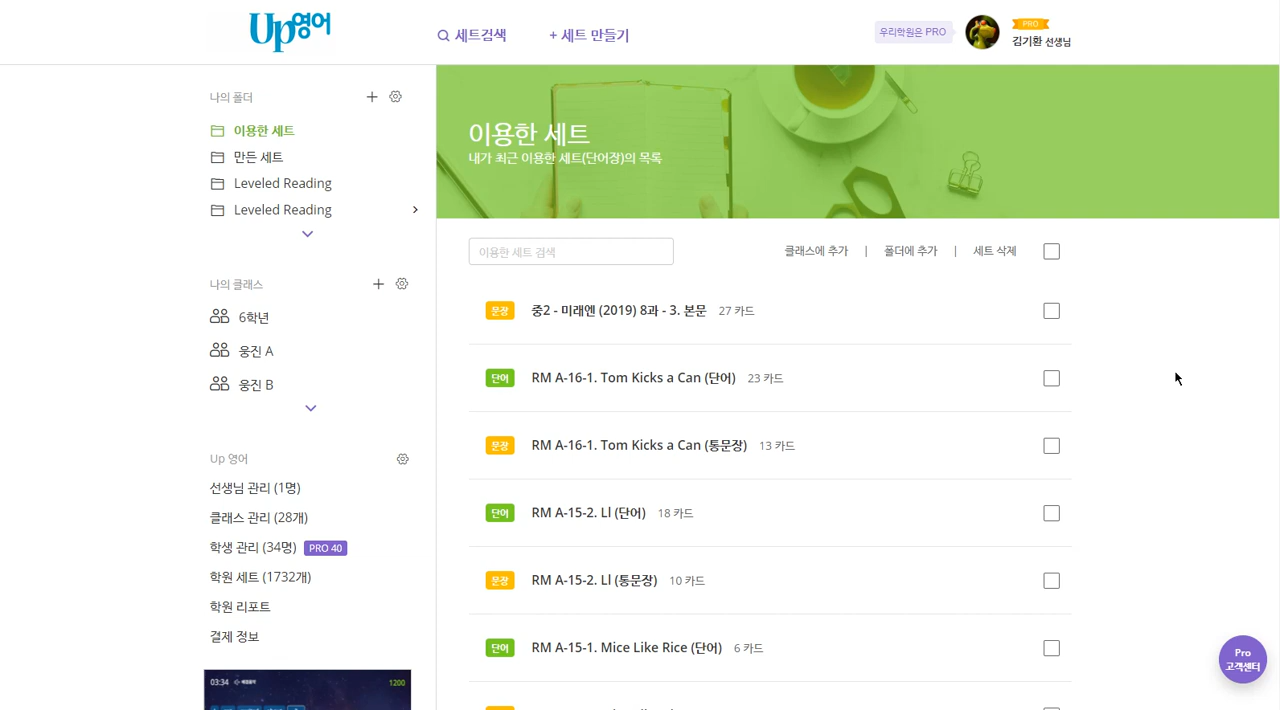 Up영어
세트검색
+ 세트 만들기
우리학원은 PRO
PRO
김기환 선생님
나의 폴더
이용한 세트
만든 세트
Leveled Reading
Leveled Reading
나의 클래스
6학년
웅진 A
웅진 B
Up 영어
선생님 관리 (1명)
클래스 관리 (28개)
학생 관리 (34명) PRO 40
학원 세트 (1732개)
학원 리포트
결제 정보
03:34
1200
이용한 세트
내가 최근 이용한 세트(단어장)의 목록
이용한 세트 검색
클래스에 추가 | 폴더에 추가 | 세트 삭제
문장 중2 - 미래엔 (2019) 8과 - 3. 본문 27 카드
단어 RM A-16-1. Tom Kicks a Can (단어) 23 카드
문장 RM A-16-1. Tom Kicks a Can (통문장) 13 카드
단어 RM A-15-2. Ll (단어) 18 카드
문장 RM A-15-2. Ll (통문장) 10 카드
단어 RM A-15-1. Mice Like Rice (단어) 6 카드
Pro
고객센터